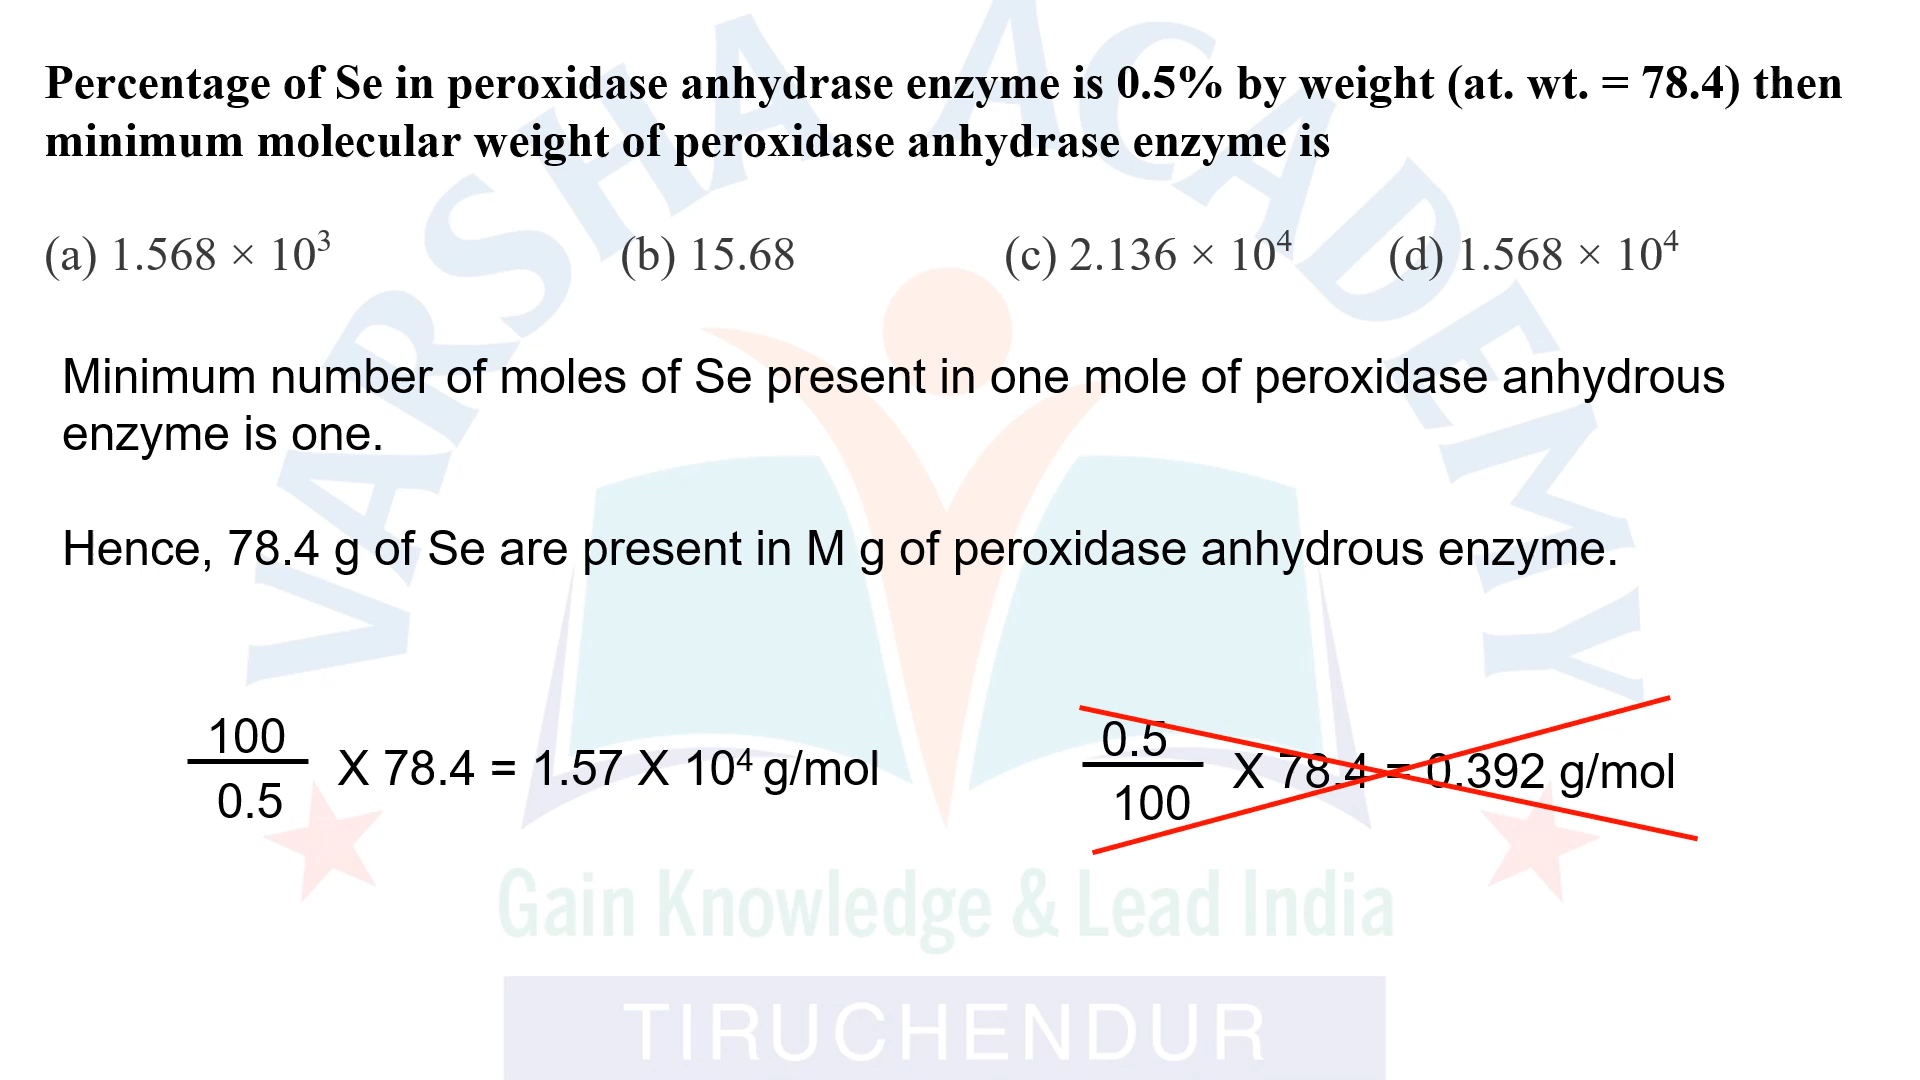 Percentage of Se in peroxidase anhydrase enzyme is 0.5% by weight (at. wt. = 78.4) then
minimum molecular weight of peroxidase anhydrase enzyme is
(a) 1.568 × 10³ (b) 15.68 (c) 2.136 × 10⁴ (d) 1.568 × 10⁴
Minimum number of moles of Se present in one mole of peroxidase anhydrous
enzyme is one.
Hence, 78.4 g of Se are present in M g of peroxidase anhydrous enzyme.
100
0.5
X 78.4 = 1.57 X 10⁴ g/mol
0.5
100
X 78.4 = 0.392 g/mol
VARSHA ACADEMY
Gain Knowledge & Lead India
TIRUCHENDUR